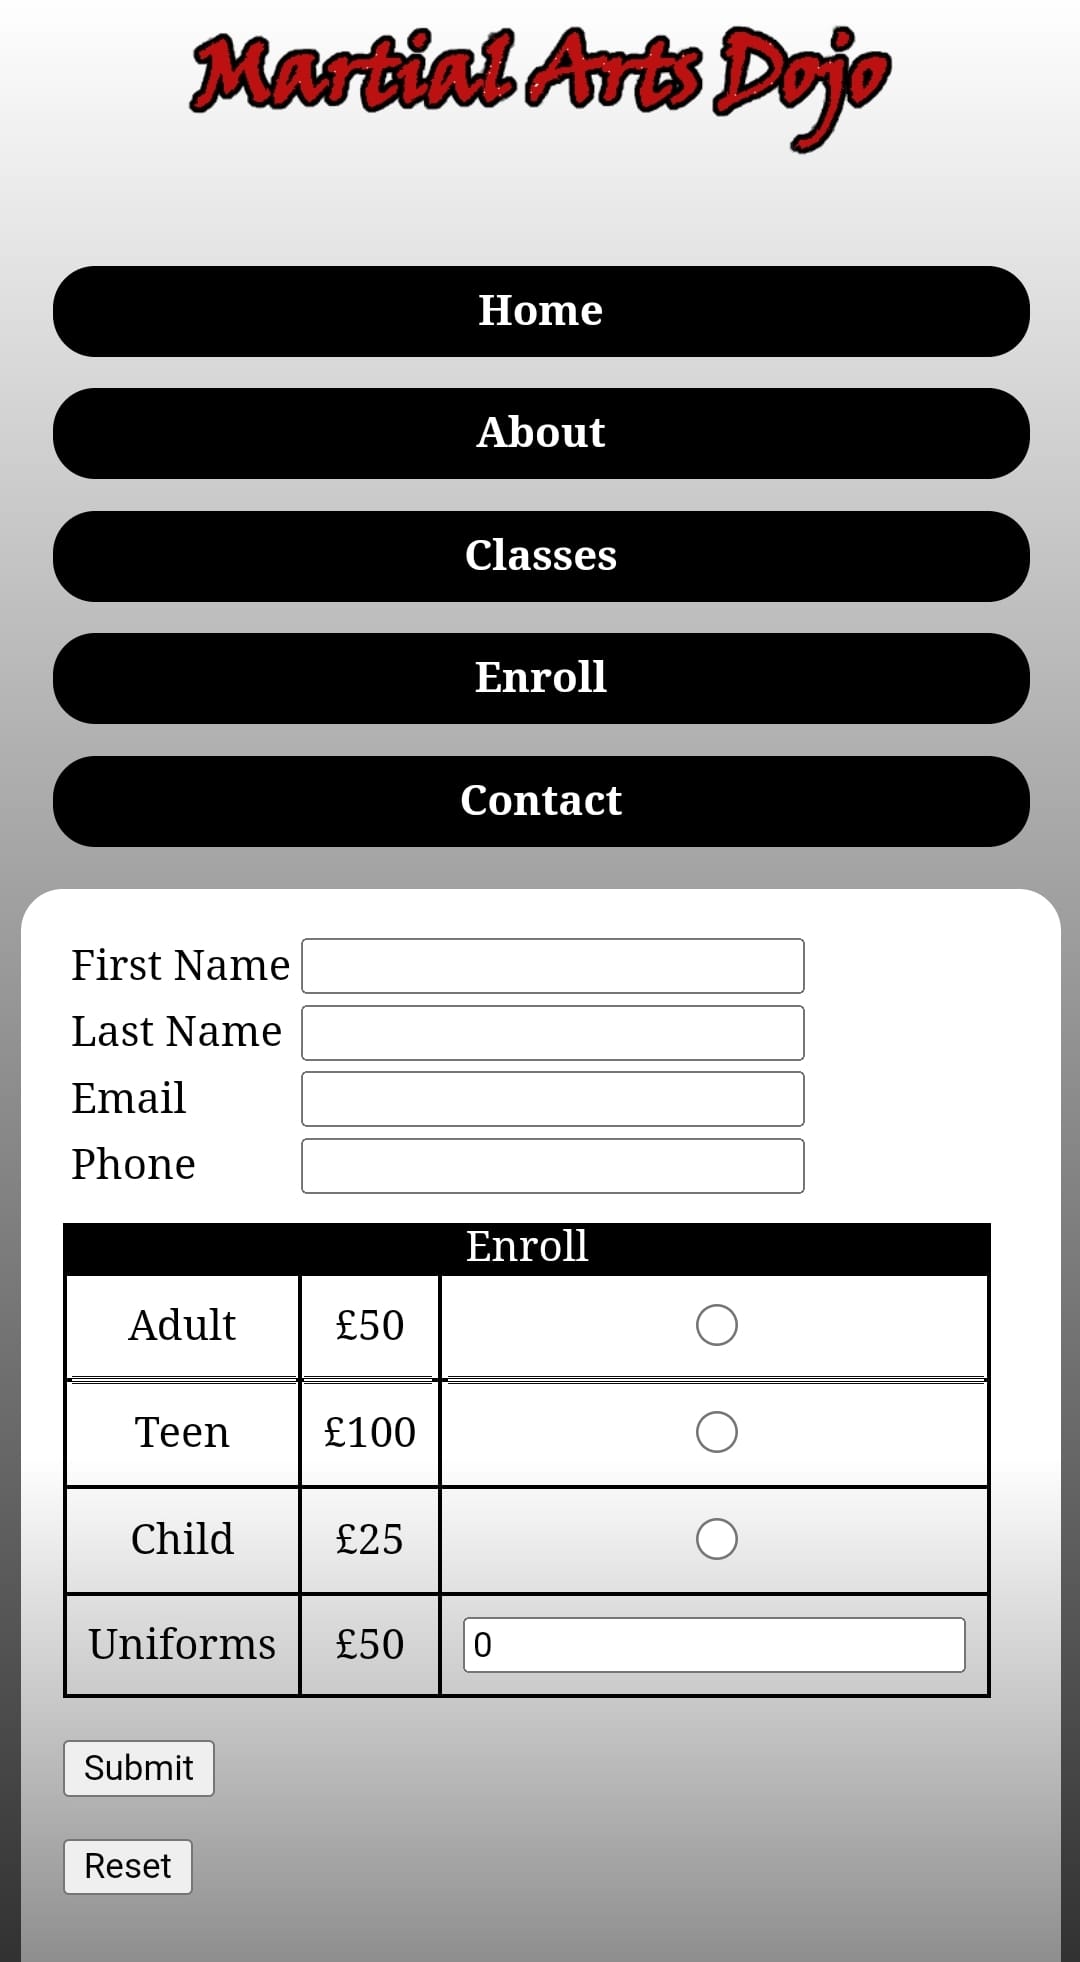 Martial Arts Dojo
Home
About
Classes
Enroll
Contact
First Name
Last Name
Email
Phone
Enroll
Adult £50
Teen £100
Child £25
Uniforms £50 0
Submit
Reset